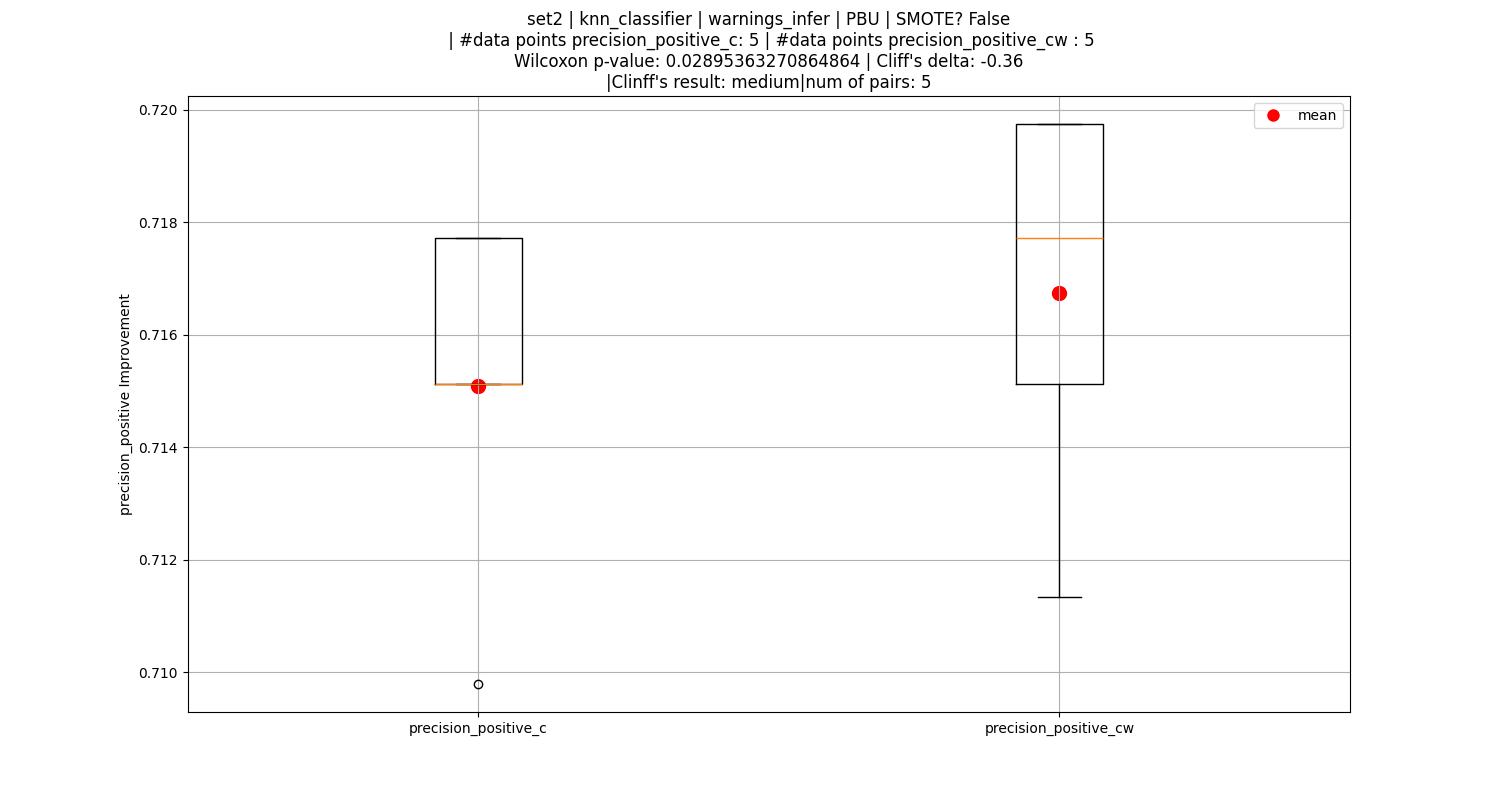 set2 | knn_classifier | warnings_infer | PBU | SMOTE? False
| #data points precision_positive_c: 5 | #data points precision_positive_cw : 5
Wilcoxon p-value: 0.02895363270864864 | Cliff's delta: -0.36
|Clinff's result: medium|num of pairs: 5
0.720
0.718
0.716
0.714
0.712
0.710
precision_positive Improvement
mean
precision_positive_c
precision_positive_cw